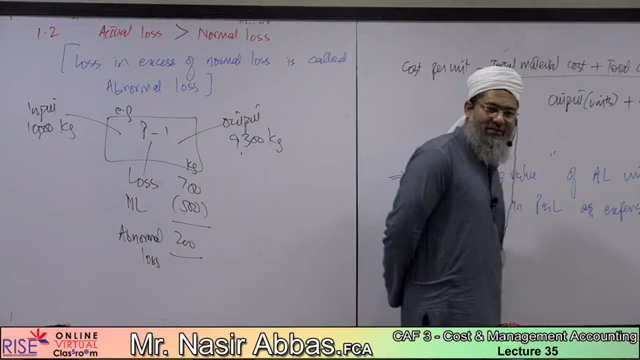 1.2 Actual loss > Normal loss
[Loss in excess of normal loss is called
Abnormal loss]
Input
10,000 kg
e.g
P-1
output
9,300 kg
kg
Loss 700
NL (500)
Abnormal 200
loss
Cost per unit = Total material cost + Total
output (units) +
value" of AL
in P&L as expen
RISE ONLINE
VIRTUAL
Classroom
Mr. Nasir Abbas.FCA
CAF 3 - Cost & Management Accounting
Lecture 35